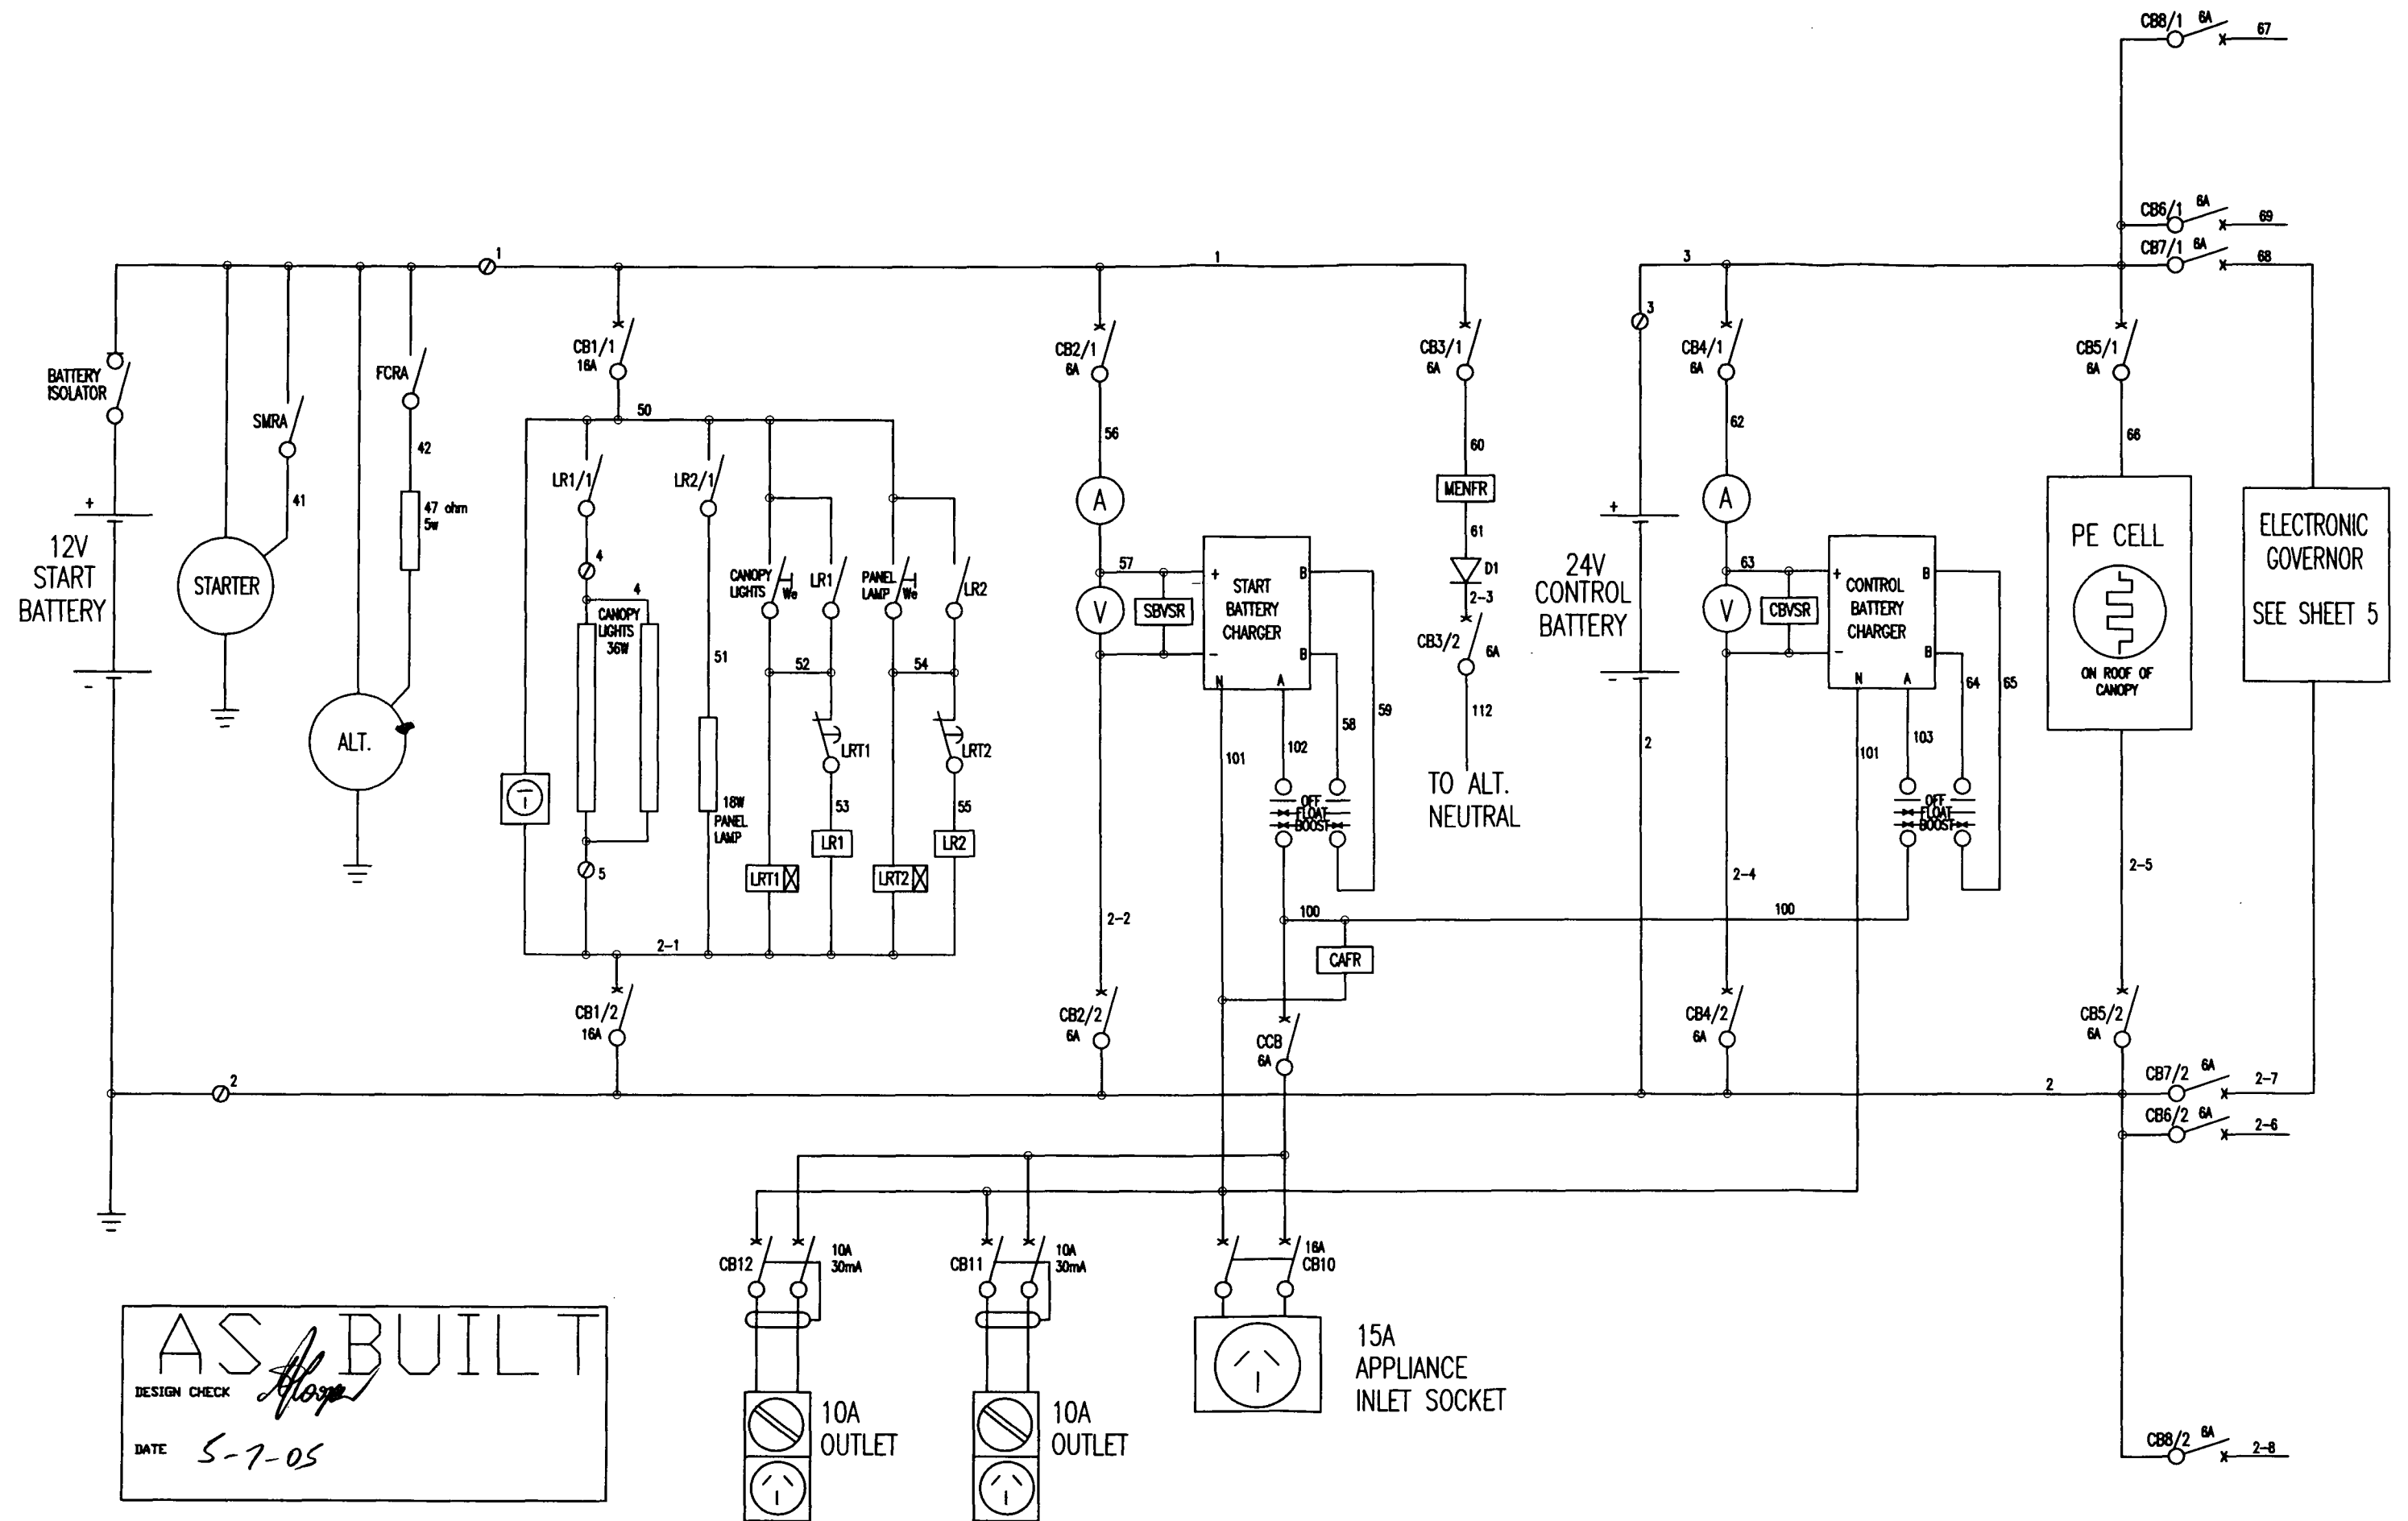 CB8/1 6A 67
CB6/1 6A 69
CB7/1 6A 68
1
1
3
3
BATTERY
ISOLATOR
SMRA
FCRA
42
41
47 ohm
5w
+
12V
START
BATTERY
-
STARTER
ALT.
CB1/1
16A
50
LR1/1
LR2/1
4
4
CANOPY
LIGHTS
36W
51
18W
PANEL
LAMP
5
CANOPY
LIGHTS
We
LR1
PANEL
LAMP
We
LR2
52
54
LRT1
LRT2
53
55
LR1
LR2
LRT1
LRT2
2-1
CB1/2
16A
CB2/1
6A
56
A
57
V
SBVSR
+
-
START
BATTERY
CHARGER
B
B
N
A
101
102
58
59
OFF
FLOAT
BOOST
2-2
CB2/2
6A
100
100
CAFR
CCB
6A
CB3/1
6A
60
MENFR
61
D1
2-3
CB3/2
6A
112
TO ALT.
NEUTRAL
+
24V
CONTROL
BATTERY
-
2
CB4/1
6A
62
A
63
V
CBVSR
+
-
CONTROL
BATTERY
CHARGER
B
B
N
A
101
103
64
65
OFF
FLOAT
BOOST
2-4
CB4/2
6A
CB5/1
6A
66
PE CELL
ON ROOF OF
CANOPY
2-5
CB5/2
6A
ELECTRONIC
GOVERNOR
SEE SHEET 5
2
2
CB7/2 6A 2-7
CB6/2 6A 2-6
CB8/2 6A 2-8
CB12
10A
30mA
CB11
10A
30mA
16A
CB10
10A
OUTLET
10A
OUTLET
15A
APPLIANCE
INLET SOCKET
AS BUILT
DESIGN CHECK
DATE 5-7-05